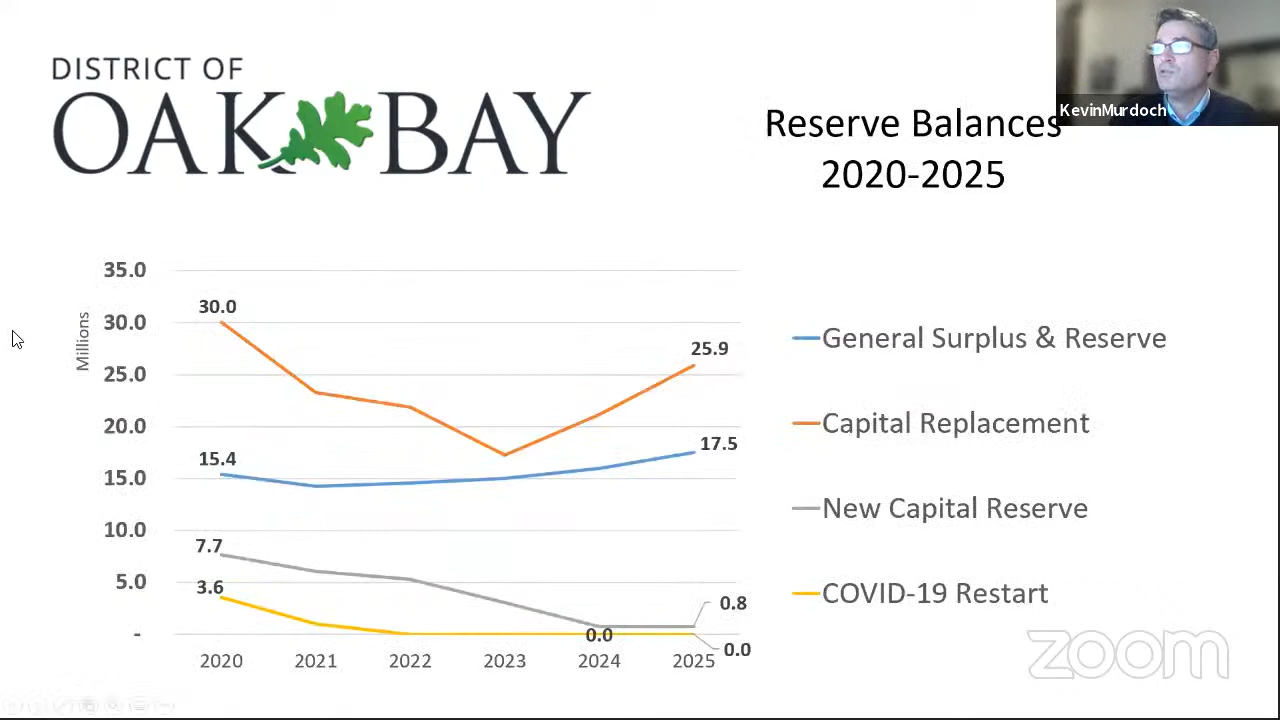 DISTRICT OF
OAK BAY
KevinMurdoch
Reserve Balances
2020-2025
Millions
35.0
30.0
25.0
20.0
15.0
10.0
5.0
-
30.0
25.9
15.4
17.5
7.7
3.6
0.8
0.0
0.0
2020 2021 2022 2023 2024 2025
General Surplus & Reserve
Capital Replacement
New Capital Reserve
COVID-19 Restart
zoom